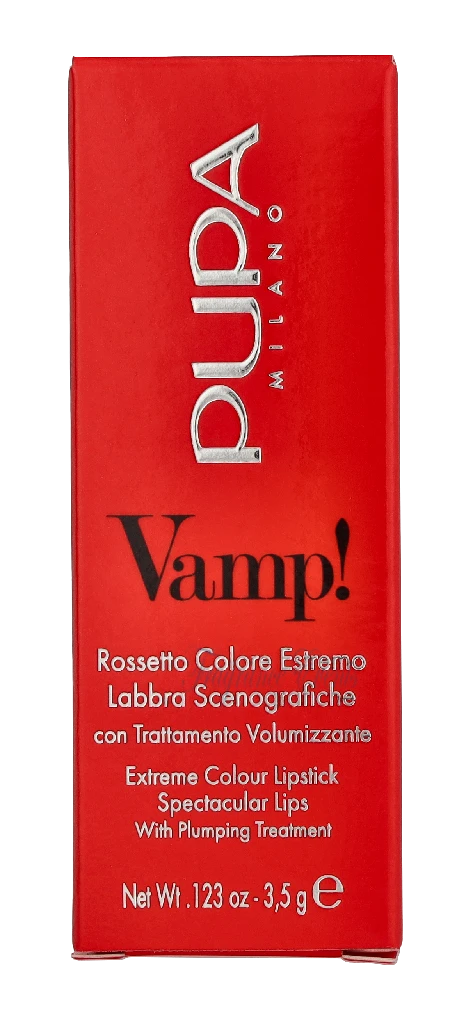 PUPA
MILANO
Vamp!
Rossetto Colore Estremo
Labbra Scenografiche
con Trattamento Volumizzante
Extreme Colour Lipstick
Spectacular Lips
With Plumping Treatment
Net Wt .123 oz - 3,5 g ℮